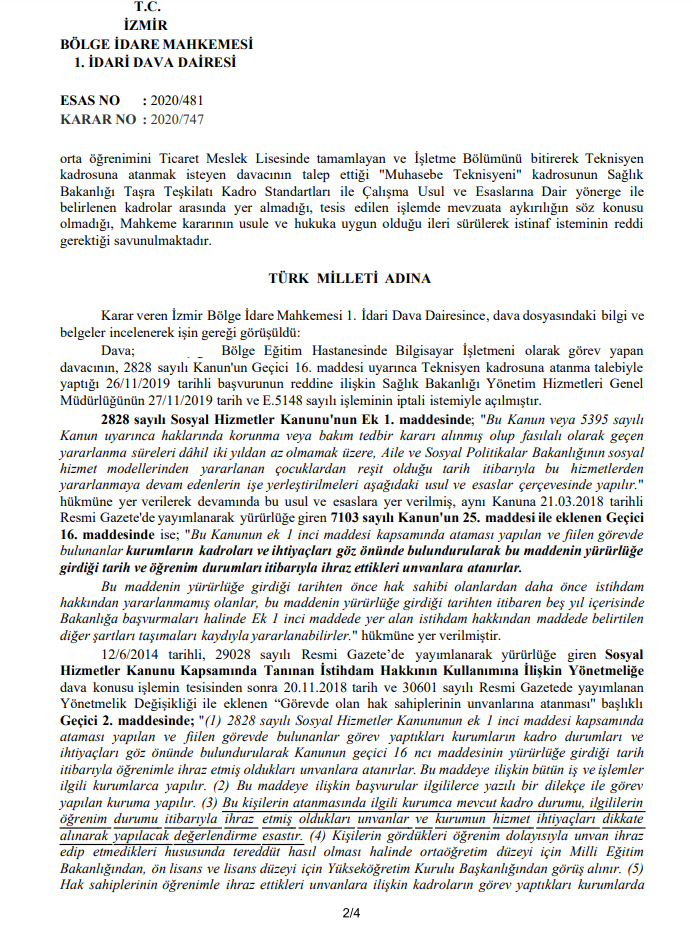 T.C.
İZMİR
BÖLGE İDARE MAHKEMESİ
1. İDARİ DAVA DAİRESİ
ESAS NO : 2020/481
KARAR NO : 2020/747
orta öğrenimini Ticaret Meslek Lisesinde tamamlayan ve İşletme Bölümünü bitirerek Teknisyen
kadrosuna atanmak isteyen davacının talep ettiği "Muhasebe Teknisyeni" kadrosunun Sağlık
Bakanlığı Taşra Teşkilatı Kadro Standartları ile Çalışma Usul ve Esaslarına Dair yönerge ile
belirlenen kadrolar arasında yer almadığı, tesis edilen işlemde mevzuata aykırılığın söz konusu
olmadığı, Mahkeme kararının usule ve hukuka uygun olduğu ileri sürülerek istinaf isteminin reddi
gerektiği savunulmaktadır.
TÜRK MİLLETİ ADINA
Karar veren İzmir Bölge İdare Mahkemesi 1. İdari Dava Dairesince, dava dosyasındaki bilgi ve
belgeler incelenerek işin gereği görüşüldü:
Dava; Bölge Eğitim Hastanesinde Bilgisayar İşletmeni olarak görev yapan
davacının, 2828 sayılı Kanun'un Geçici 16. maddesi uyarınca Teknisyen kadrosuna atanma talebiyle
yaptığı 26/11/2019 tarihli başvurunun reddine ilişkin Sağlık Bakanlığı Yönetim Hizmetleri Genel
Müdürlüğünün 27/11/2019 tarih ve E.5148 sayılı işleminin iptali istemiyle açılmıştır.
2828 sayılı Sosyal Hizmetler Kanunu'nun Ek 1. maddesinde; "Bu Kanun veya 5395 sayılı
Kanun uyarınca haklarında korunma veya bakım tedbir kararı alınmış olup fasılalı olarak geçen
yararlanma süreleri dâhil iki yıldan az olmamak üzere, Aile ve Sosyal Politikalar Bakanlığının sosyal
hizmet modellerinden yararlanan çocuklardan reşit olduğu tarih itibarıyla bu hizmetlerden
yararlanmaya devam edenlerin işe yerleştirilmeleri aşağıdaki usul ve esaslar çerçevesinde yapılır."
hükmüne yer verilerek devamında bu usul ve esaslara yer verilmiş, aynı Kanuna 21.03.2018 tarihli
Resmi Gazete'de yayımlanarak yürürlüğe giren 7103 sayılı Kanun'un 25. maddesi ile eklenen Geçici
16. maddesinde ise; "Bu Kanunun ek 1 inci maddesi kapsamında ataması yapılan ve fiilen görevde
bulunanlar kurumların kadroları ve ihtiyaçları göz önünde bulundurularak bu maddenin yürürlüğe
girdiği tarih ve öğrenim durumları itibarıyla ihraz ettikleri unvanlara atanırlar.
Bu maddenin yürürlüğe girdiği tarihten önce hak sahibi olanlardan daha önce istihdam
hakkından yararlanmamış olanlar, bu maddenin yürürlüğe girdiği tarihten itibaren beş yıl içerisinde
Bakanlığa başvurmaları halinde Ek 1 inci maddede yer alan istihdam hakkından maddede belirtilen
diğer şartları taşımaları kaydıyla yararlanabilirler." hükmüne yer verilmiştir.
12/6/2014 tarihli, 29028 sayılı Resmi Gazete'de yayımlanarak yürürlüğe giren Sosyal
Hizmetler Kanunu Kapsamında Tanınan İstihdam Hakkının Kullanımına İlişkin Yönetmeliğe
dava konusu işlemin tesisinden sonra 20.11.2018 tarih ve 30601 sayılı Resmi Gazetede yayımlanan
Yönetmelik Değişikliği ile eklenen “Görevde olan hak sahiplerinin unvanlarına atanması" başlıklı
Geçici 2. maddesinde; "(1) 2828 sayılı Sosyal Hizmetler Kanununun ek 1 inci maddesi kapsamında
ataması yapılan ve fiilen görevde bulunanlar görev yaptıkları kurumların kadro durumları ve
ihtiyaçları göz önünde bulundurularak Kanunun geçici 16 ncı maddesinin yürürlüğe girdiği tarih
itibarıyla öğrenimle ihraz etmiş oldukları unvanlara atanırlar. Bu maddeye ilişkin bütün iş ve işlemler
ilgili kurumlarca yapılır. (2) Bu maddeye ilişkin başvurular ilgililerce yazılı bir dilekçe ile görev
yapılan kuruma yapılır. (3) Bu kişilerin atanmasında ilgili kurumca mevcut kadro durumu, ilgililerin
öğrenim durumu itibarıyla ihraz etmiş oldukları unvanlar ve kurumun hizmet ihtiyaçları dikkate
alınarak yapılacak değerlendirme esastır. (4) Kişilerin gördükleri öğrenim dolayısıyla unvan ihraz
edip etmedikleri hususunda tereddüt hasıl olması halinde ortaöğretim düzeyi için Milli Eğitim
Bakanlığından, ön lisans ve lisans düzeyi için Yükseköğretim Kurulu Başkanlığından görüş alınır. (5)
Hak sahiplerinin öğrenimle ihraz ettikleri unvanlara ilişkin kadroların görev yaptıkları kurumlarda
2/4